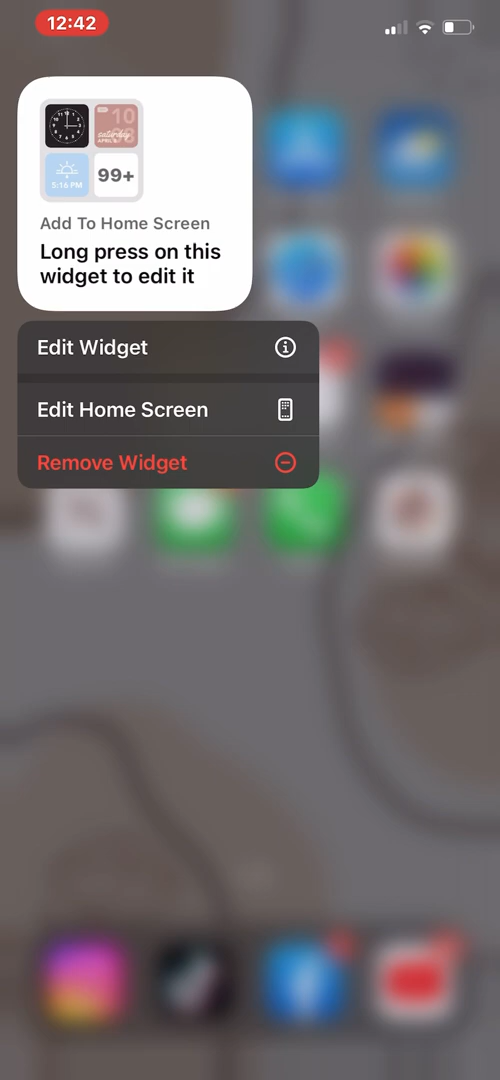 12:42
10
saturday
5:16 PM
99+
Add To Home Screen
Long press on this
widget to edit it
Edit Widget
Edit Home Screen
Remove Widget